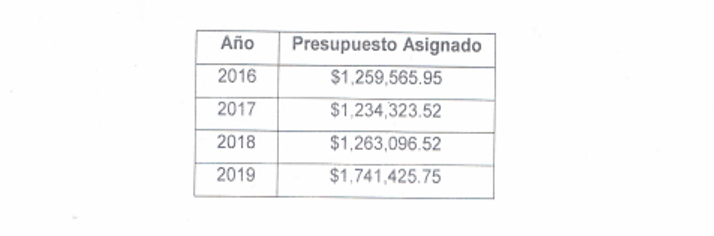 Año Presupuesto Asignado
2016 $1,259,565.95
2017 $1,234,323.52
2018 $1,263,096.52
2019 $1,741,425.75